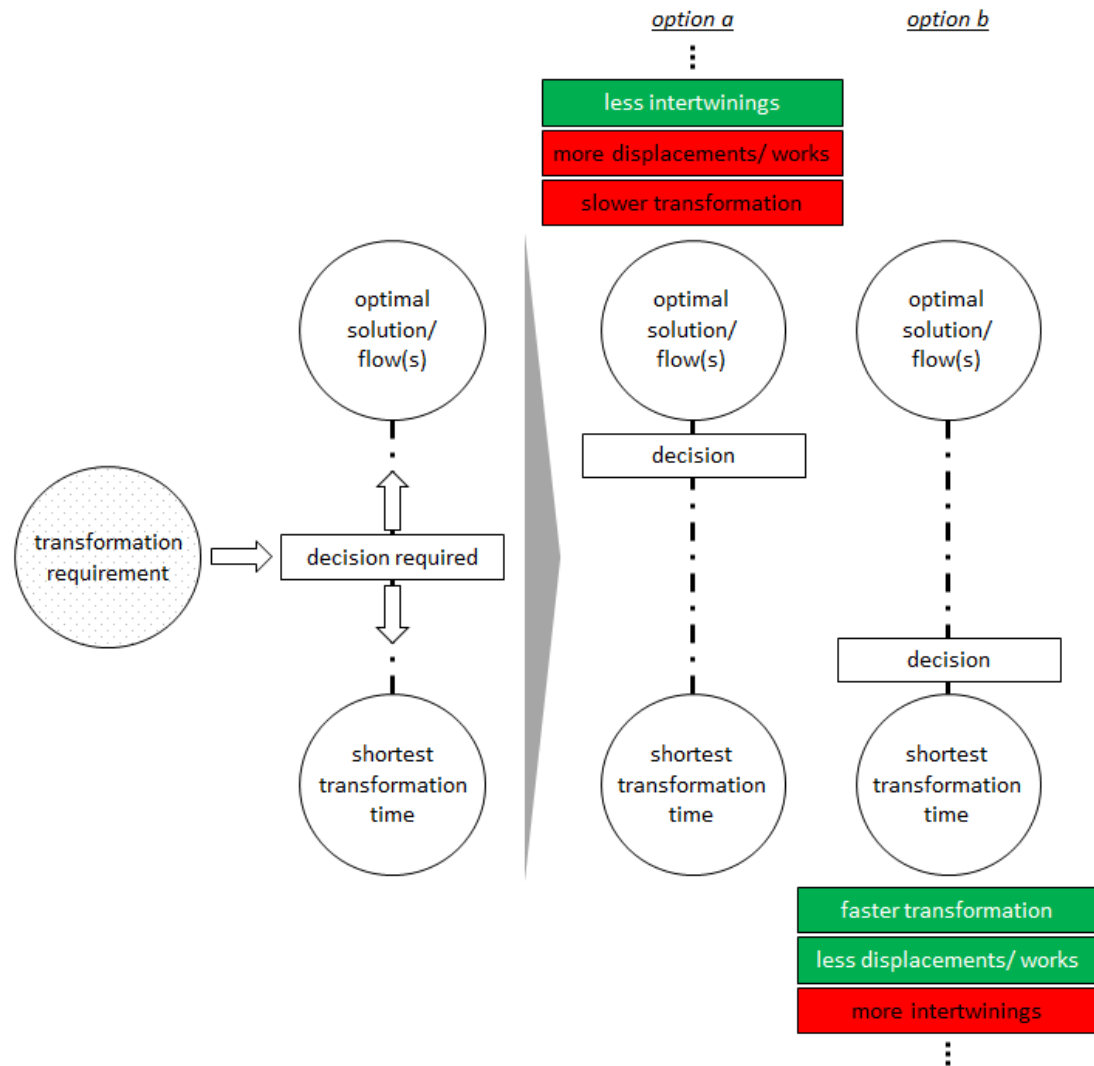 option a
option b
less intertwinings
more displacements/ works
slower transformation
optimal
solution/
flow(s)
optimal
solution/
flow(s)
optimal
solution/
flow(s)
decision
transformation
requirement
decision required
decision
shortest
transformation
time
shortest
transformation
time
shortest
transformation
time
faster transformation
less displacements/ works
more intertwinings